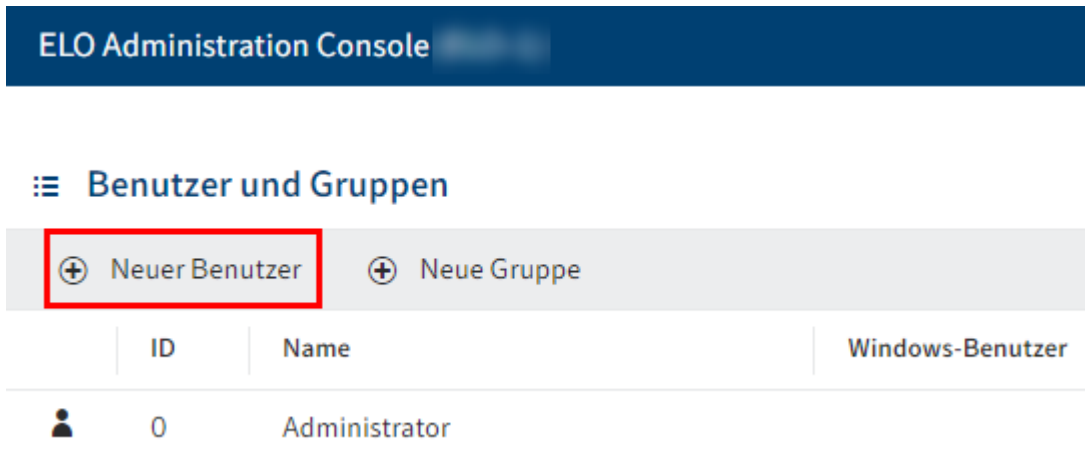 ELO Administration Console
Benutzer und Gruppen
Neuer Benutzer Neue Gruppe
ID Name Windows-Benutzer
0 Administrator